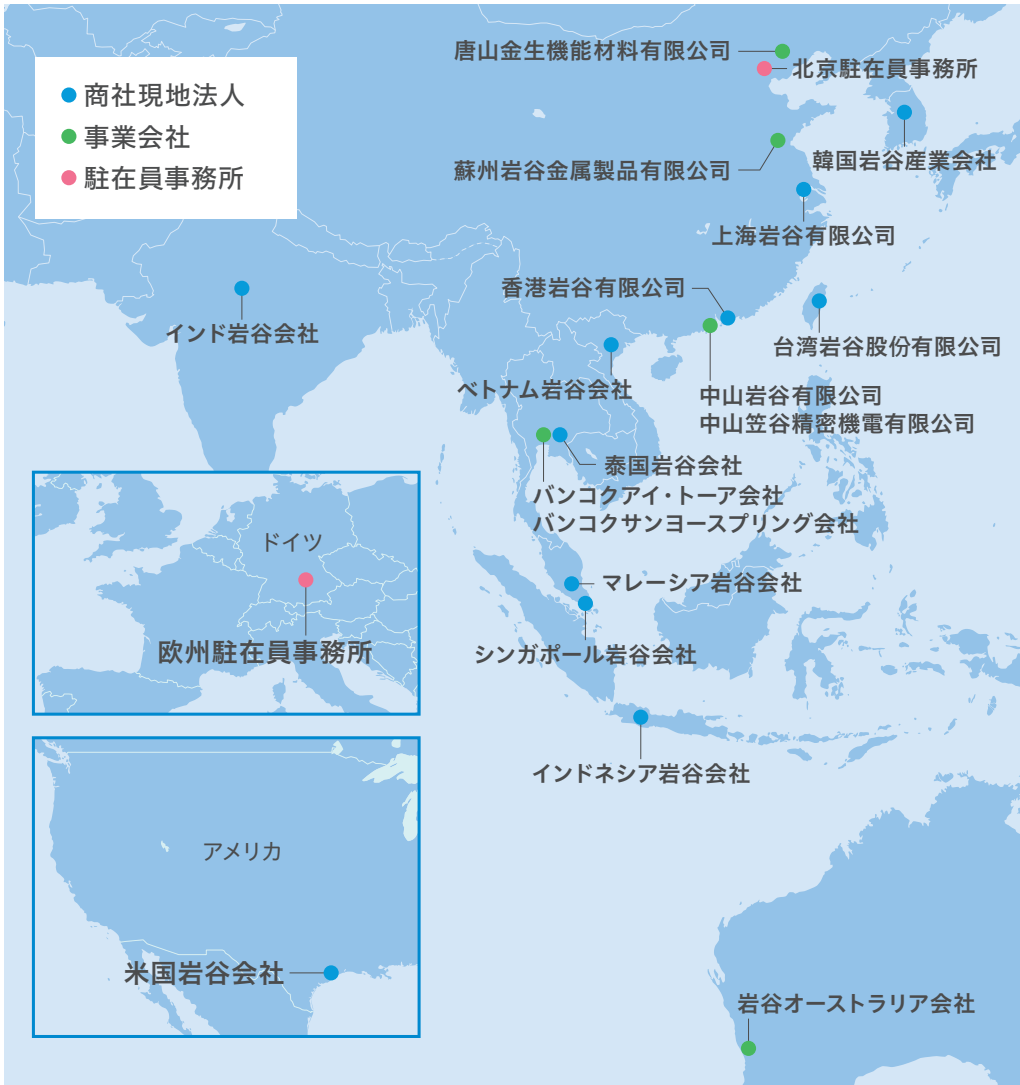 商社現地法人
事業会社
駐在員事務所
唐山金生機能材料有限公司
北京駐在員事務所
韓国岩谷産業会社
蘇州岩谷金属製品有限公司
上海岩谷有限公司
香港岩谷有限公司
インド岩谷会社
台湾岩谷股份有限公司
ベトナム岩谷会社
中山岩谷有限公司
中山笠谷精密機電有限公司
泰国岩谷会社
バンコクアイ・トーア会社
バンコクサンヨースプリング会社
ドイツ
欧州駐在員事務所
マレーシア岩谷会社
シンガポール岩谷会社
インドネシア岩谷会社
アメリカ
米国岩谷会社
岩谷オーストラリア会社